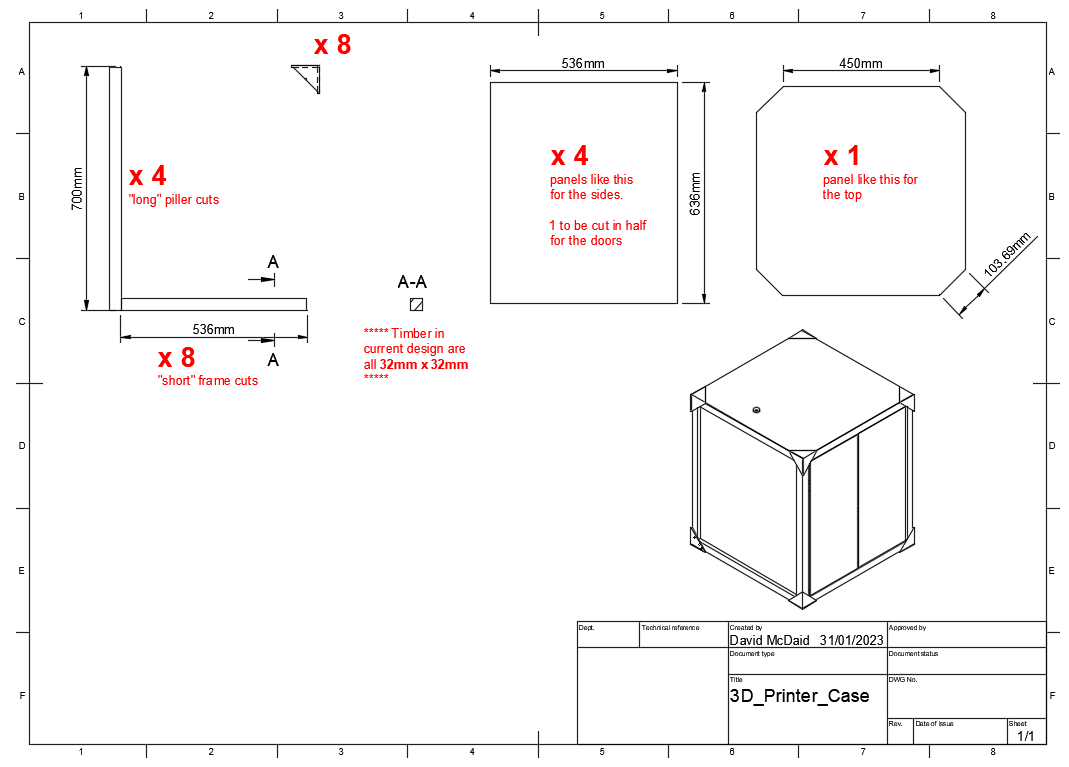 1 2 3 4 5 6 7 8
x 8
536mm
450mm
A
A
700mm
x 4
"long" piller cuts
x 4
panels like this
for the sides.
1 to be cut in half
for the doors
636mm
x 1
panel like this for
the top
B
B
103.69mm
A
A-A
C
C
536mm
A
x 8
"short" frame cuts
***** Timber in
current design are
all 32mm x 32mm
*****
D
D
E
E
Dept.
Technical reference
Created by
David McDaid 31/01/2023
Approved by
Document type
Document status
Title
3D_Printer_Case
DWG No.
F
F
Rev.
Date of issue
Sheet
1/1
1 2 3 4 5 6 7 8